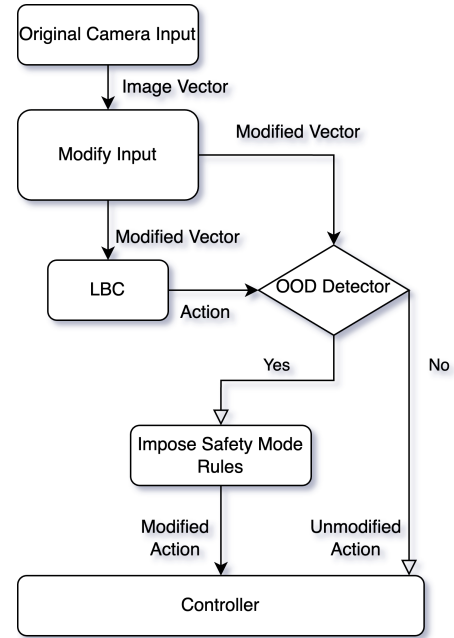 Original Camera Input
Image Vector
Modified Vector
Modify Input
Modified Vector
LBC
OOD Detector
Action
Yes
No
Impose Safety Mode
Rules
Modified
Action
Unmodified
Action
Controller